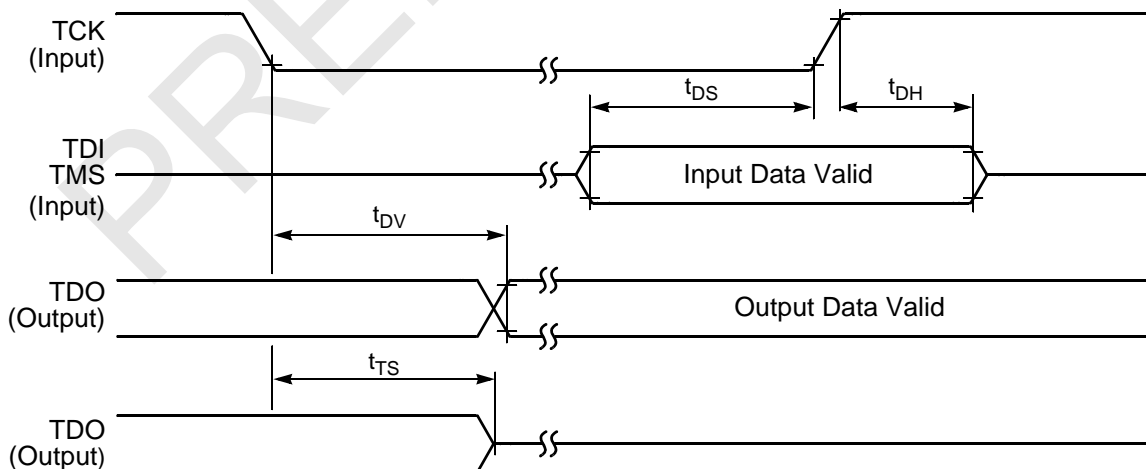 TCK
(Input)
tDS
tDH
TDI
TMS
(Input)
Input Data Valid
tDV
TDO
(Output)
Output Data Valid
tTS
TDO
(Output)
PRE